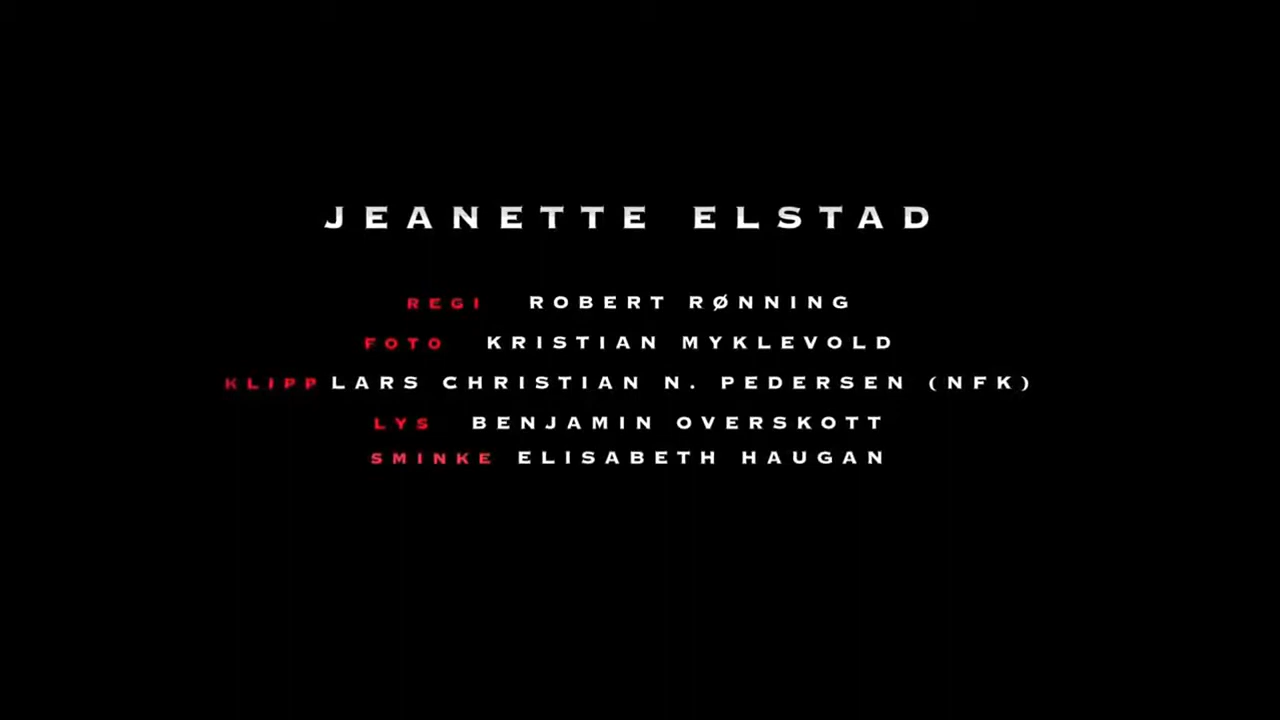 JEANETTE ELSTAD
REGI ROBERT RØNNING
FOTO KRISTIAN MYKLEVOLD
KLIPP LARS CHRISTIAN N. PEDERSEN (NFK)
LYS BENJAMIN OVERSKOTT
SMINKE ELISABETH HAUGAN